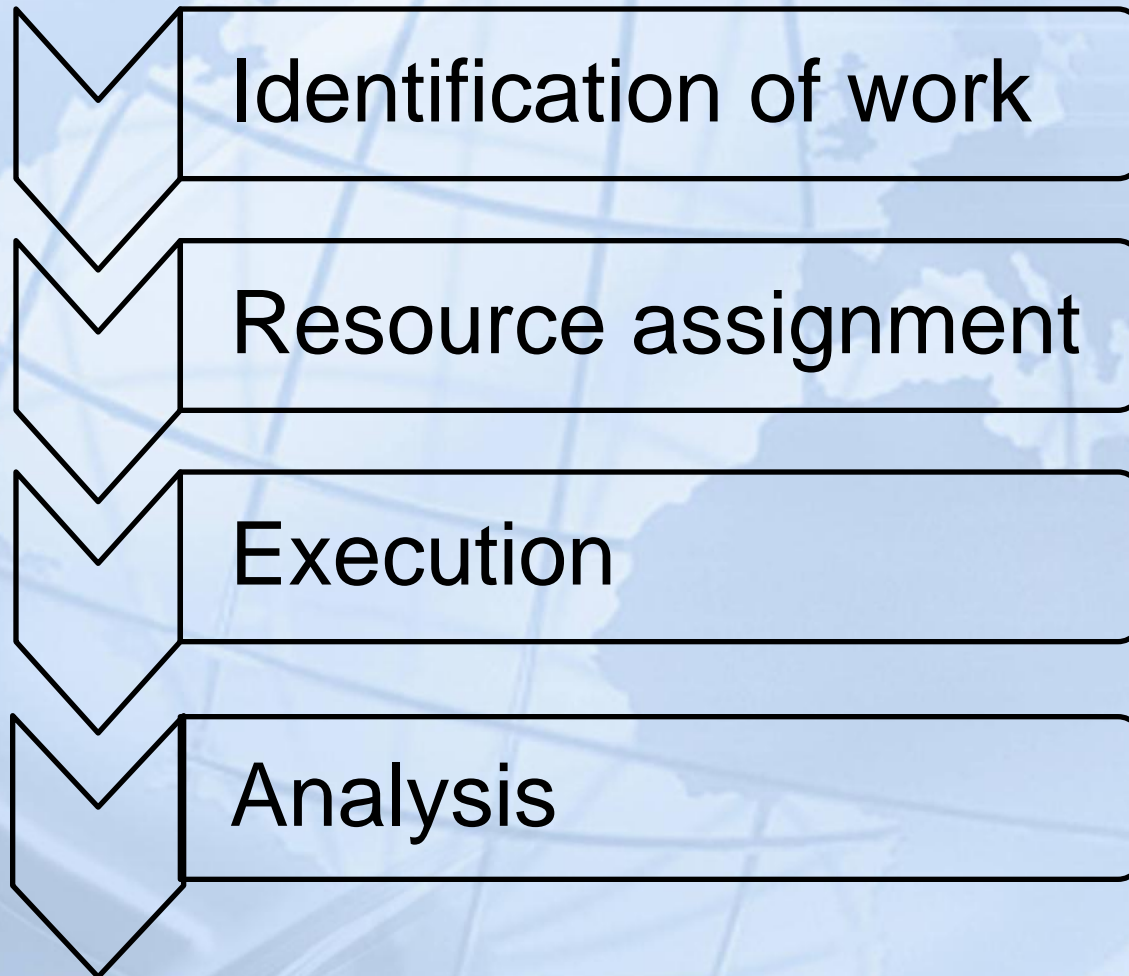 Identification of work
Resource assignment
Execution
Analysis